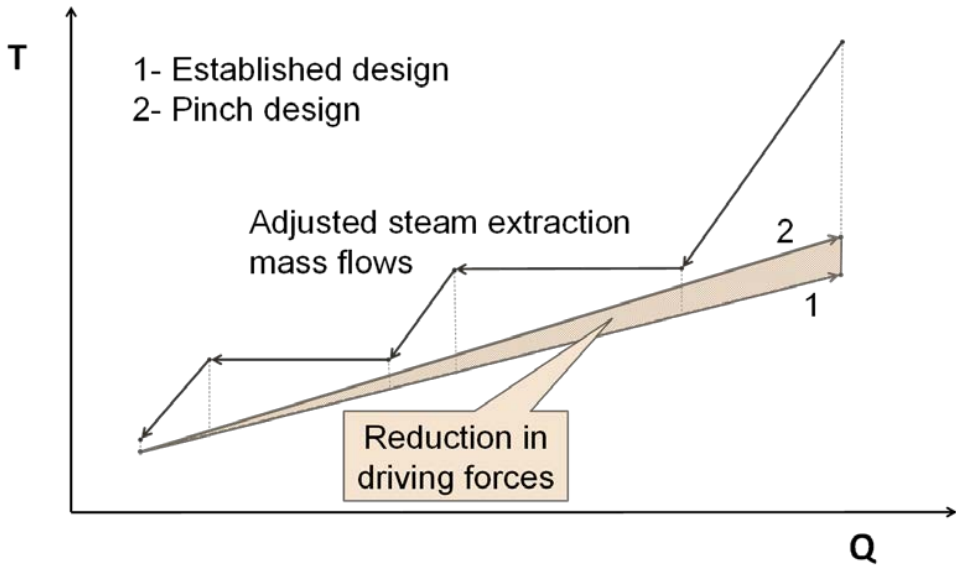 T
1- Established design
2- Pinch design
Adjusted steam extraction
mass flows
2
1
Reduction in
driving forces
Q